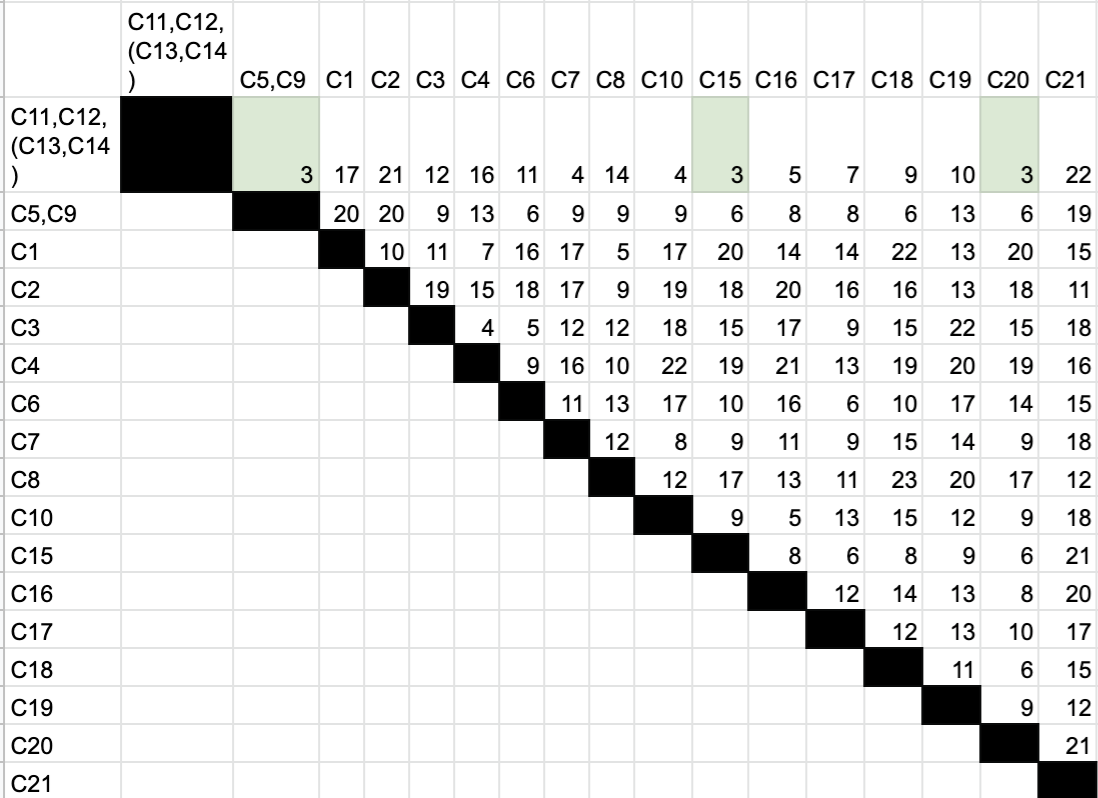 C11,C12,
(C13,C14
) C5,C9 C1 C2 C3 C4 C6 C7 C8 C10 C15 C16 C17 C18 C19 C20 C21
C11,C12,
(C13,C14
) 3 17 21 12 16 11 4 14 4 3 5 7 9 10 3 22
C5,C9 20 20 9 13 6 9 9 9 6 8 8 6 13 6 19
C1 10 11 7 16 17 5 17 20 14 14 22 13 20 15
C2 19 15 18 17 9 19 18 20 16 16 13 18 11
C3 4 5 12 12 18 15 17 9 15 22 15 18
C4 9 16 10 22 19 21 13 19 20 19 16
C6 11 13 17 10 16 6 10 17 14 15
C7 12 8 9 11 9 15 14 9 18
C8 12 17 13 11 23 20 17 12
C10 9 5 13 15 12 9 18
C15 8 6 8 9 6 21
C16 12 14 13 8 20
C17 12 13 10 17
C18 11 6 15
C19 9 12
C20 21
C21